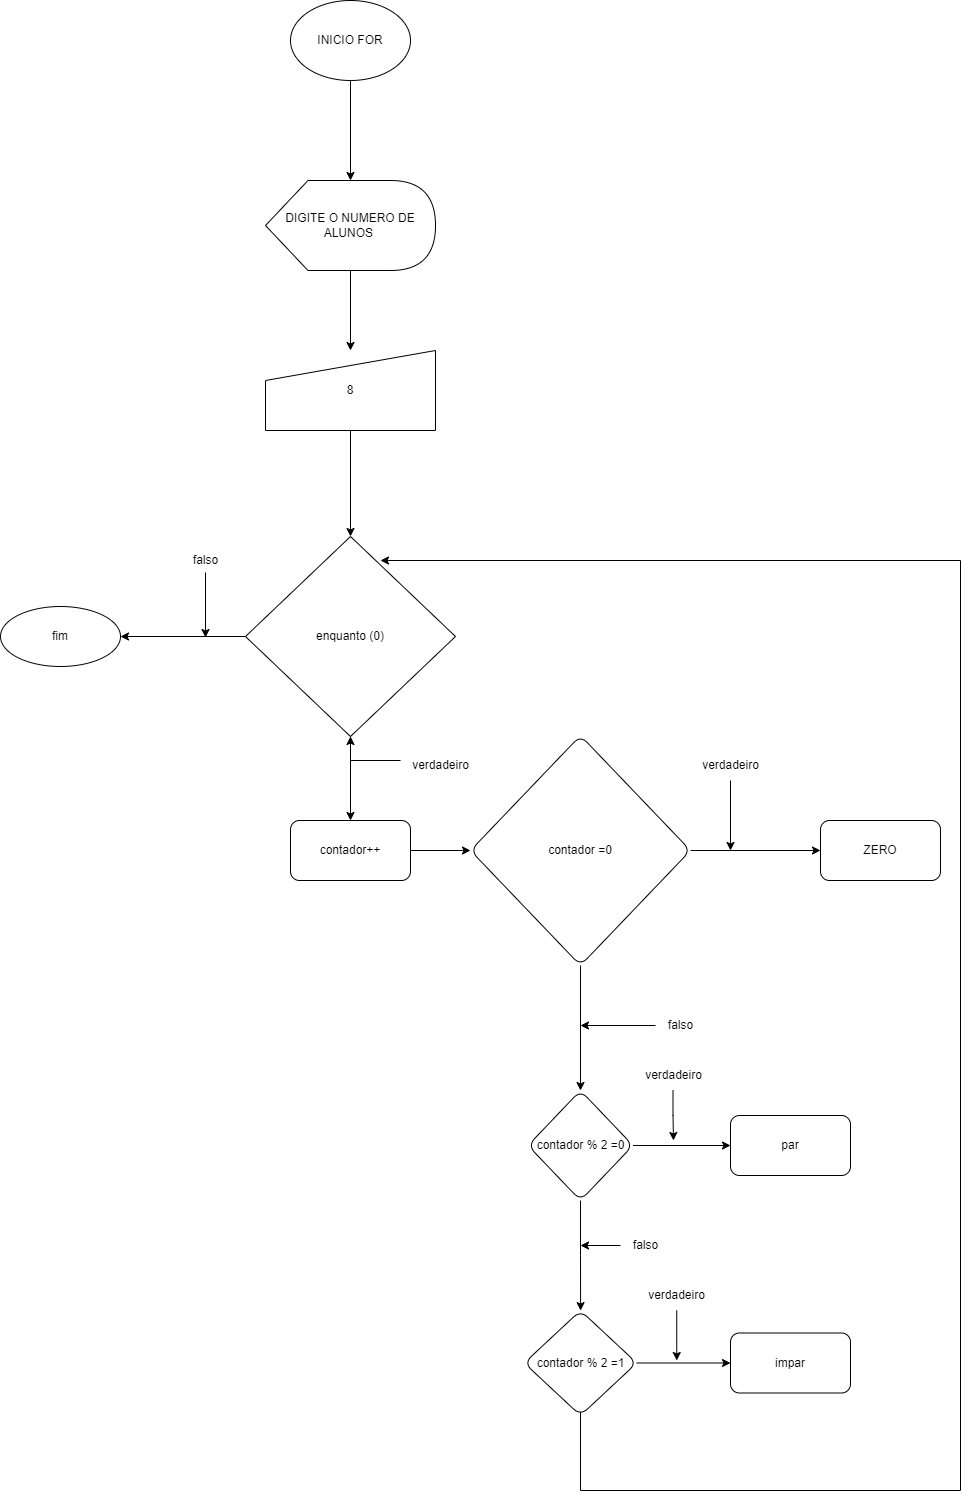 INICIO FOR
DIGITE O NUMERO DE
ALUNOS
8
falso
fim
enquanto (0)
verdadeiro
verdadeiro
contador++
contador =0
ZERO
falso
verdadeiro
contador % 2 =0
par
falso
verdadeiro
contador % 2 =1
impar